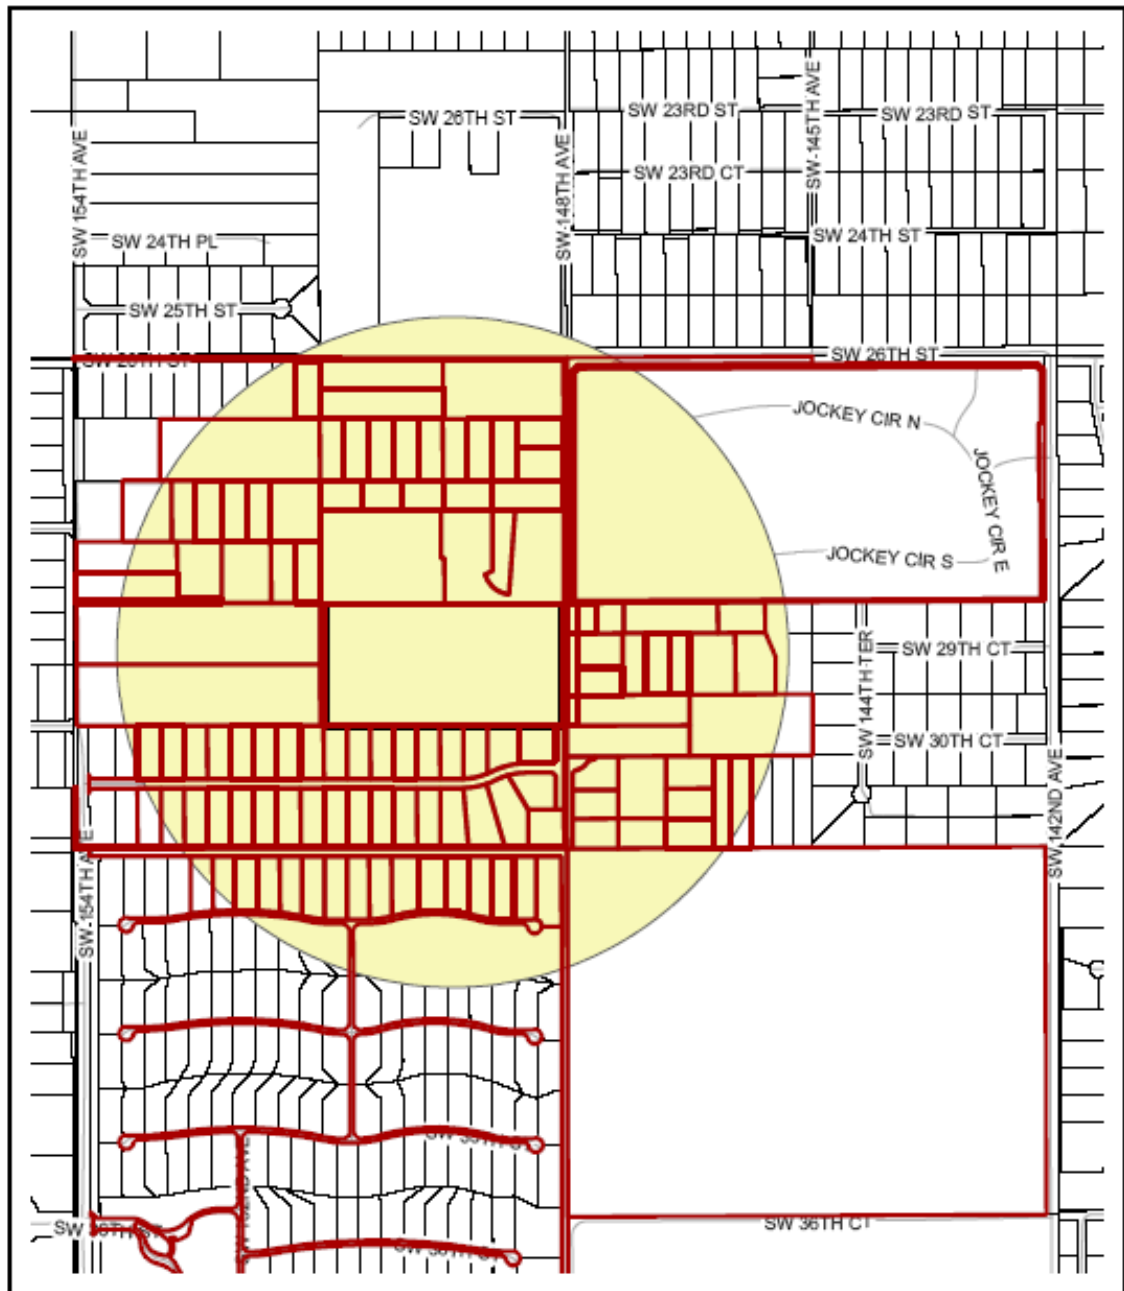 SW 26TH ST
SW 23RD ST
SW 23RD ST
SW 154TH AVE
SW 148TH AVE
SW 145TH AVE
SW 23RD CT
SW 24TH PL
SW 24TH ST
SW 25TH ST
SW 26TH ST
JOCKEY CIR N
JOCKEY CIR E
JOCKEY CIR S
SW 144TH TER
SW 29TH CT
SW 30TH CT
SW 142ND AVE
SW 154TH AVE
SW 36TH CT